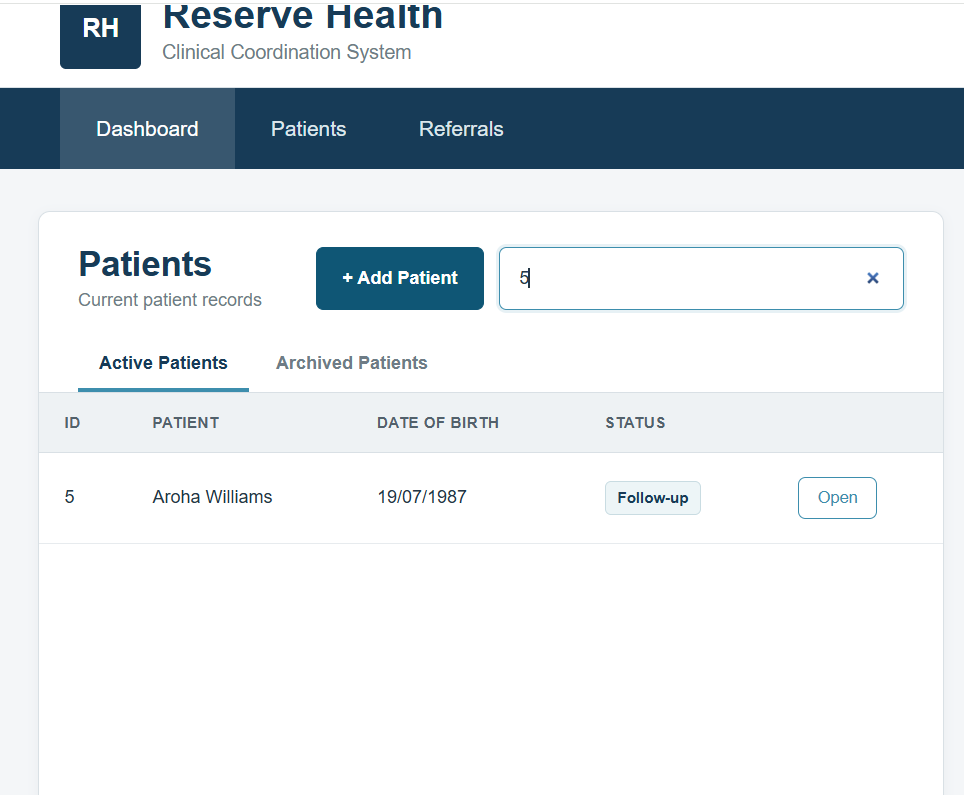 RH
Reserve Health
Clinical Coordination System
Dashboard Patients Referrals
Patients
Current patient records
+ Add Patient
5
×
Active Patients Archived Patients
ID PATIENT DATE OF BIRTH STATUS
5 Aroha Williams 19/07/1987 Follow-up Open